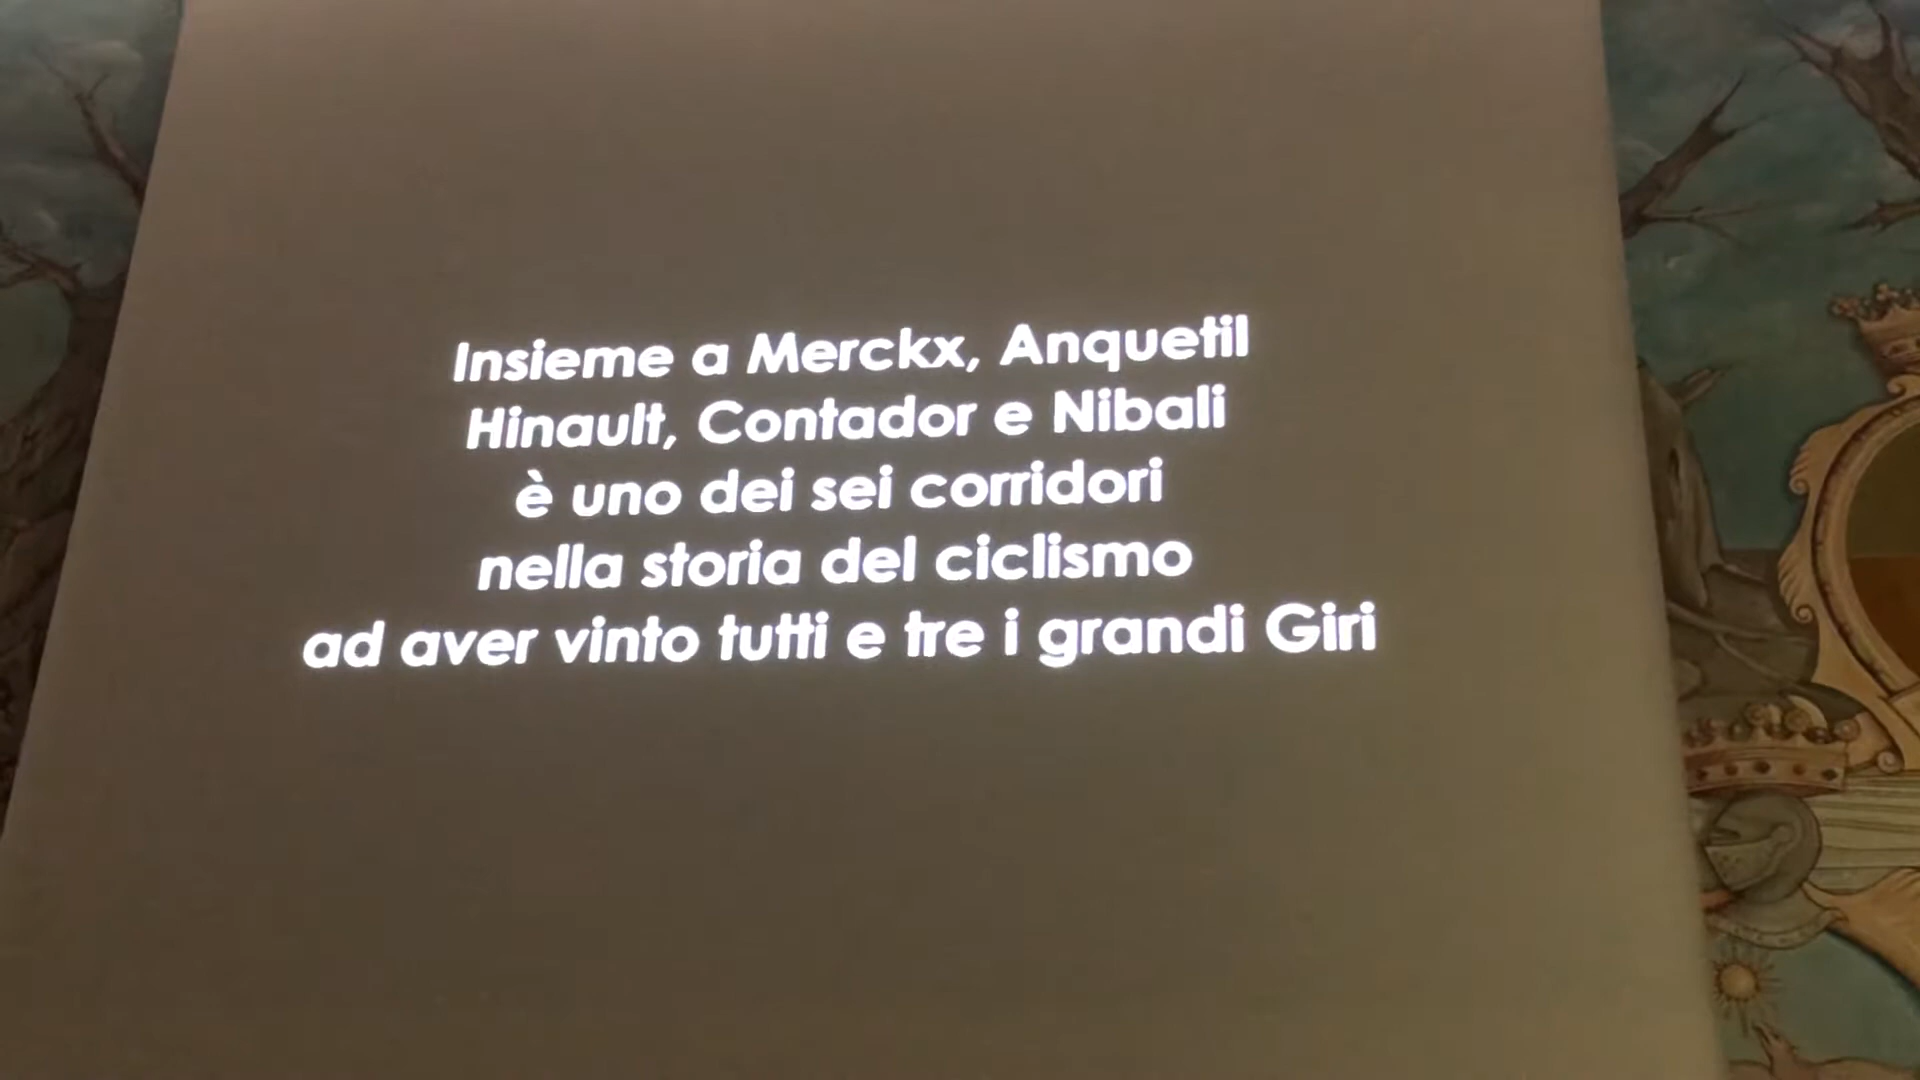 Insieme a Merckx, Anquetil
Hinault, Contador e Nibali
è uno dei sei corridori
nella storia del ciclismo
ad aver vinto tutti e tre i grandi Giri